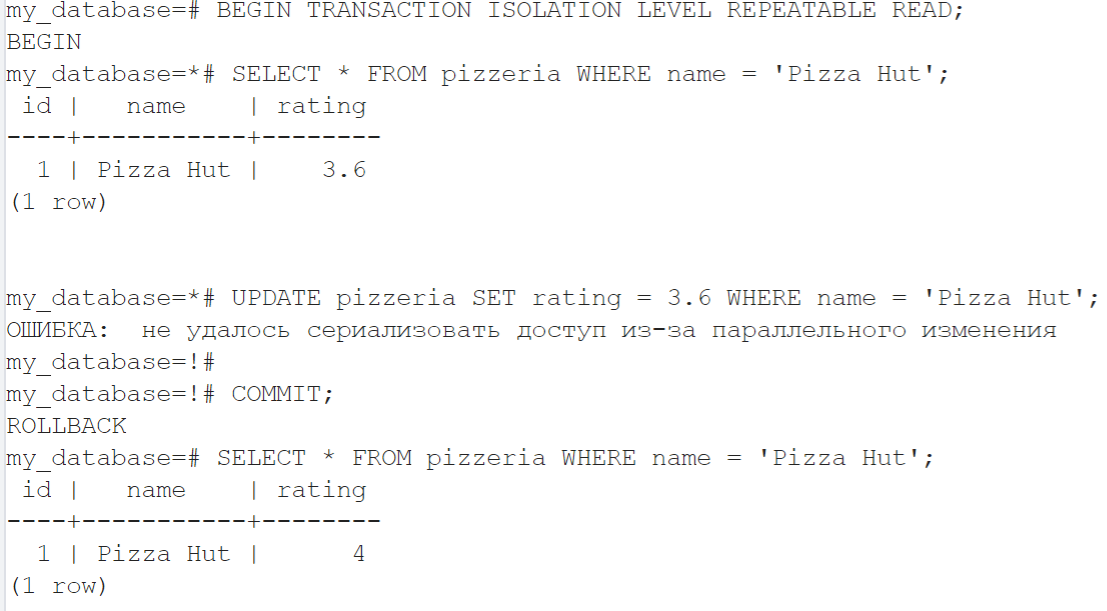 my_database=# BEGIN TRANSACTION ISOLATION LEVEL REPEATABLE READ;
BEGIN
my_database=*# SELECT * FROM pizzeria WHERE name = 'Pizza Hut';
 id |   name    | rating
----+-----------+--------
  1 | Pizza Hut |    3.6
(1 row)
my_database=*# UPDATE pizzeria SET rating = 3.6 WHERE name = 'Pizza Hut';
ОШИБКА:  не удалось сериализовать доступ из-за параллельного изменения
my_database=!#
my_database=!# COMMIT;
ROLLBACK
my_database=# SELECT * FROM pizzeria WHERE name = 'Pizza Hut';
 id |   name    | rating
----+-----------+--------
  1 | Pizza Hut |      4
(1 row)